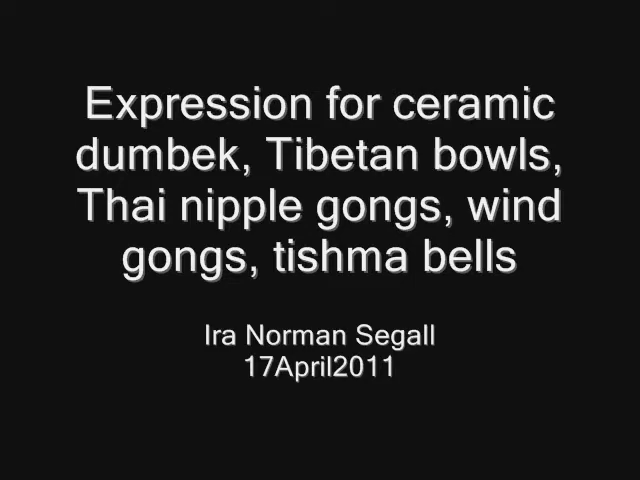 Expression for ceramic
dumbek, Tibetan bowls,
Thai nipple gongs, wind
gongs, tishma bells
Ira Norman Segall
17April2011